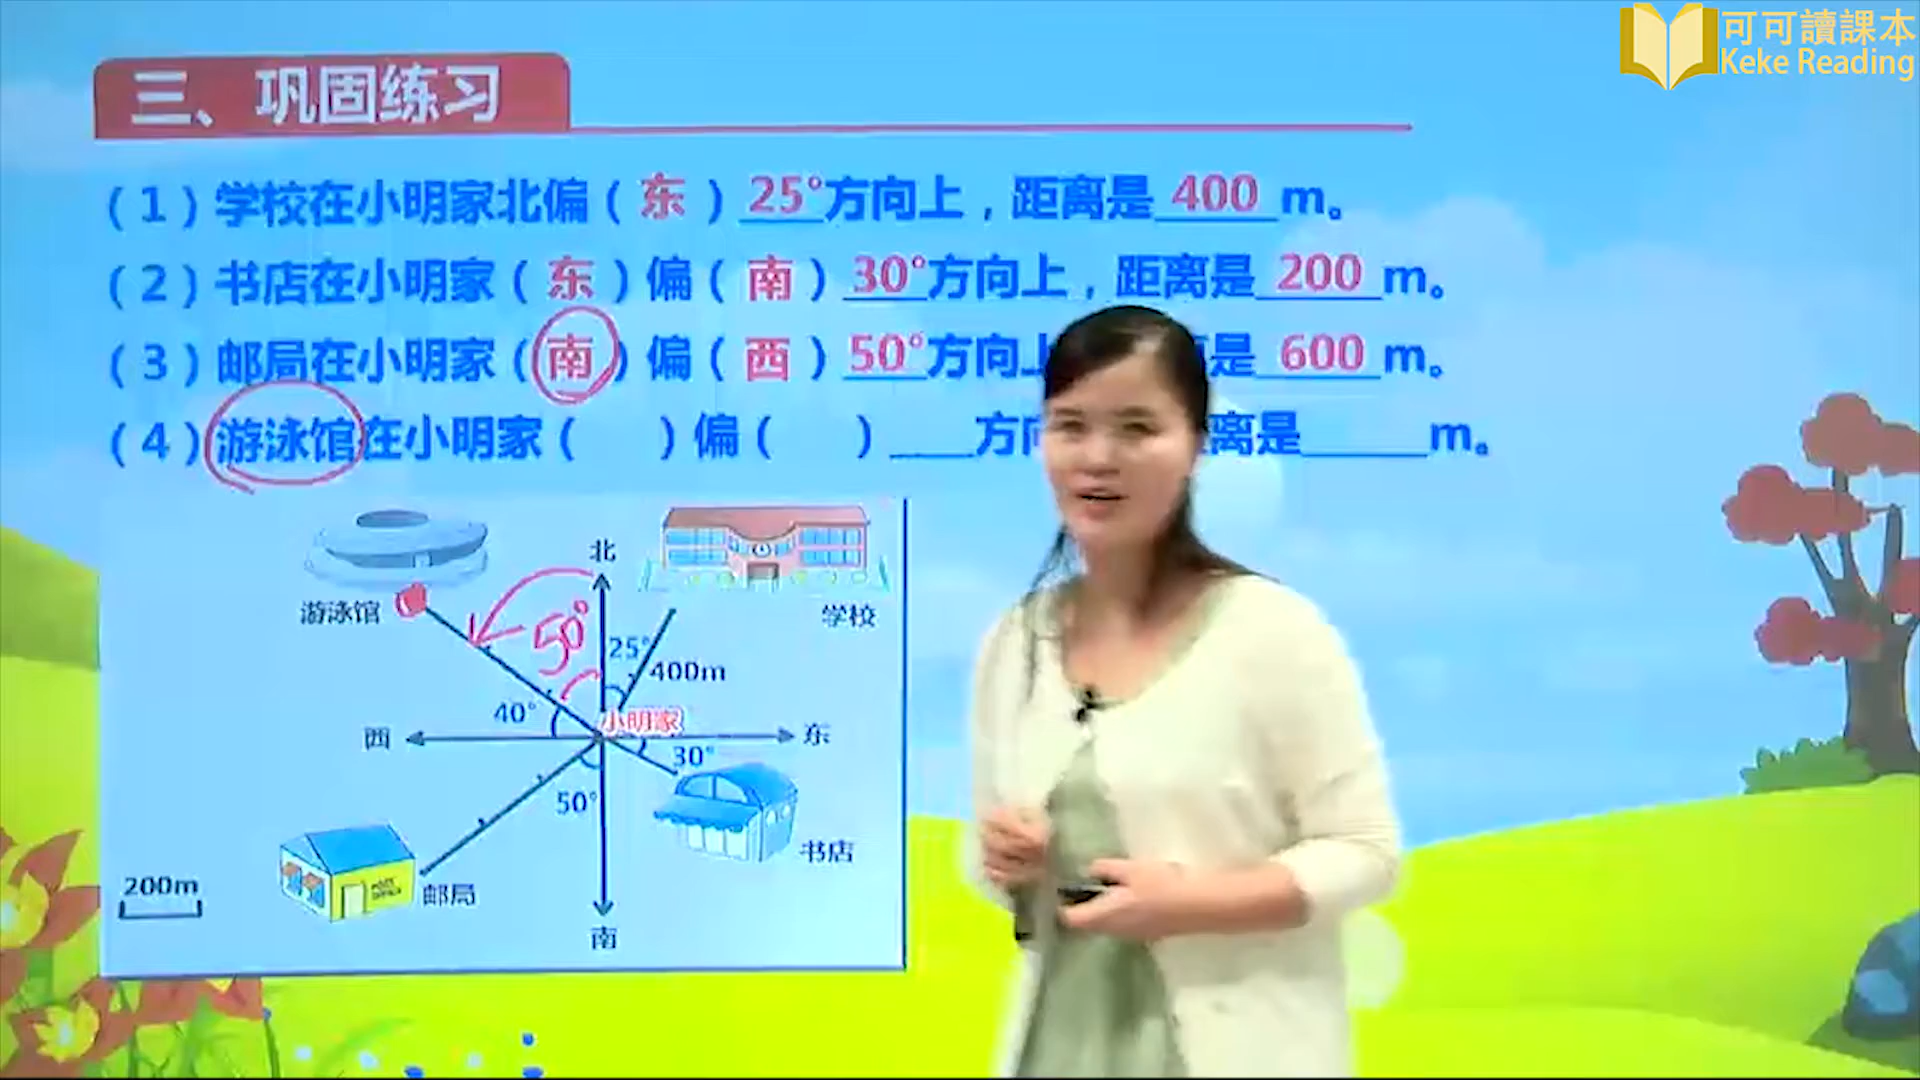 可可讀課本
Keke Reading
三、巩固练习
（1）学校在小明家北偏（东）25°方向上，距离是400m。
（2）书店在小明家（东）偏（南）30°方向上，距离是200m。
（3）邮局在小明家（南）偏（西）50°方向上 是600m。
（4）游泳馆在小明家（ ）偏（ ）____方向 离是_____m。
北
游泳馆
学校
50°
25°
400m
40°
小明家
西
东
30°
50°
书店
POST OFFICE
邮局
200m
南